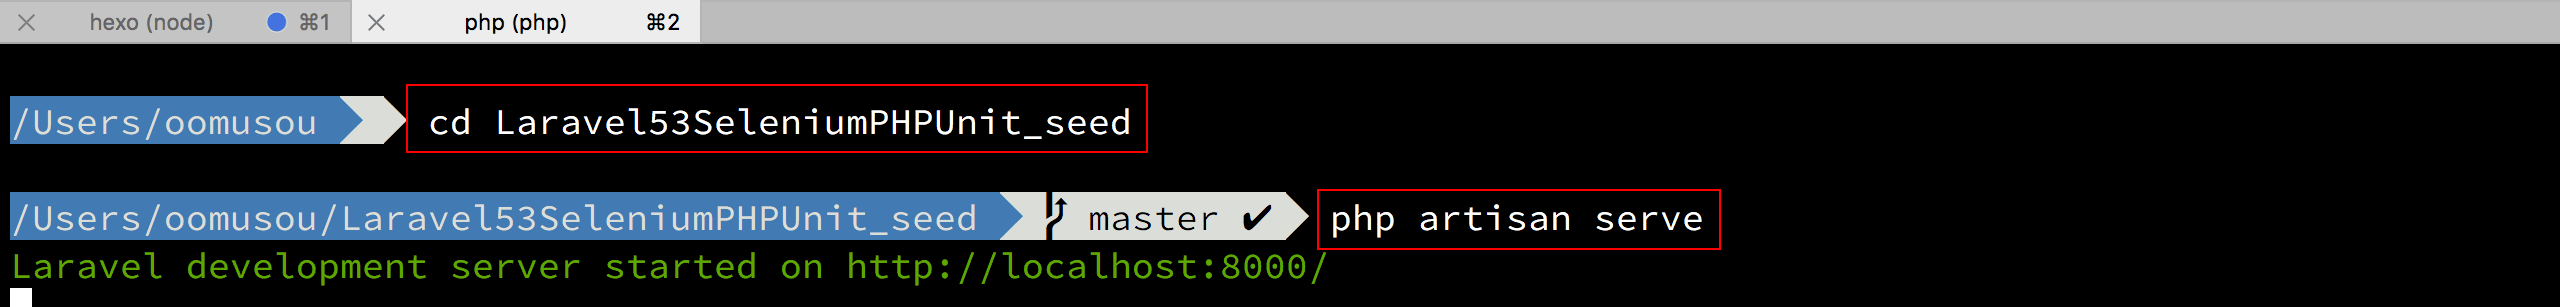 hexo (node) ⌘1 php (php) ⌘2
/Users/oomusou cd Laravel53SeleniumPHPUnit_seed
/Users/oomusou/Laravel53SeleniumPHPUnit_seed master ✔ php artisan serve
Laravel development server started on http://localhost:8000/